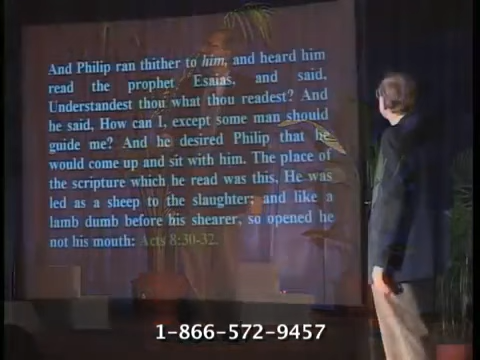 And Philip ran thither to him, and heard him
read the prophet Esaias, and said,
Understandest thou what thou readest? And
he said, How can I, except some man should
guide me? And he desired Philip that he
would come up and sit with him. The place of
the scripture which he read was this, He was
led as a sheep to the slaughter; and like a
lamb dumb before his shearer, so opened he
not his mouth: Acts 8:30-32.
1-866-572-9457